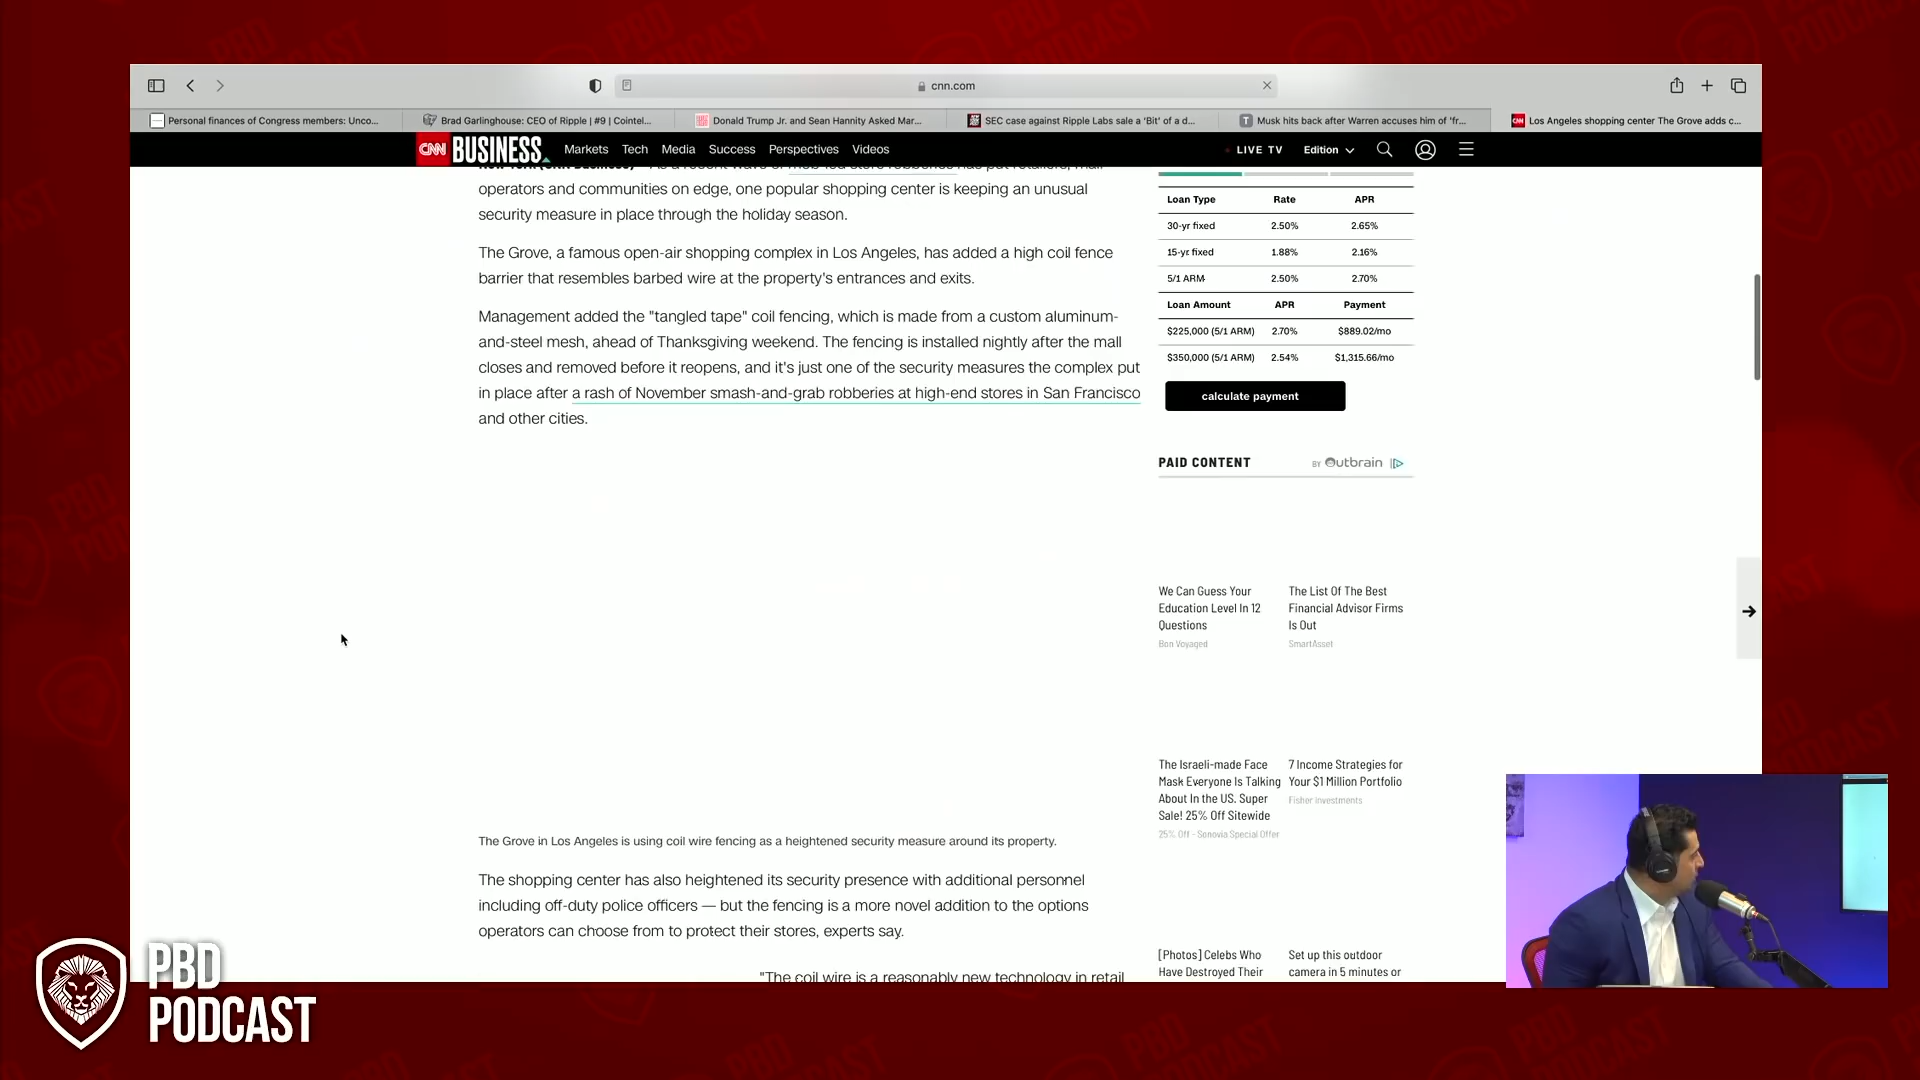 cnn.com
Personal finances of Congress members: Unco...
Brad Garlinghouse: CEO of Ripple | #9 | Cointel...
Donald Trump Jr. and Sean Hannity Asked Mar...
SEC case against Ripple Labs sale a 'Bit' of a d...
T
Musk hits back after Warren accuses him of 'fr...
CNN
Los Angeles shopping center The Grove adds c...
CNN BUSINESS
Markets
Tech
Media
Success
Perspectives
Videos
LIVE TV
Edition
operators and communities on edge, one popular shopping center is keeping an unusual
security measure in place through the holiday season.
The Grove, a famous open-air shopping complex in Los Angeles, has added a high coil fence
barrier that resembles barbed wire at the property's entrances and exits.
Management added the "tangled tape" coil fencing, which is made from a custom aluminum-
and-steel mesh, ahead of Thanksgiving weekend. The fencing is installed nightly after the mall
closes and removed before it reopens, and it's just one of the security measures the complex put
in place after a rash of November smash-and-grab robberies at high-end stores in San Francisco
and other cities.
The Grove in Los Angeles is using coil wire fencing as a heightened security measure around its property.
The shopping center has also heightened its security presence with additional personnel
including off-duty police officers — but the fencing is a more novel addition to the options
operators can choose from to protect their stores, experts say.
"The coil wire is a reasonably new technology in retail
Loan Type Rate APR
30-yr fixed 2.50% 2.65%
15-yr fixed 1.88% 2.16%
5/1 ARM 2.50% 2.70%
Loan Amount APR Payment
$225,000 (5/1 ARM) 2.70% $889.02/mo
$350,000 (5/1 ARM) 2.54% $1,315.66/mo
calculate payment
PAID CONTENT
BY Outbrain
We Can Guess Your
Education Level In 12
Questions
Bon Voyaged
The List Of The Best
Financial Advisor Firms
Is Out
SmartAsset
The Israeli-made Face
Mask Everyone Is Talking
About In the US. Super
Sale! 25% Off Sitewide
25% Off - Sonovia Special Offer
7 Income Strategies for
Your $1 Million Portfolio
Fisher Investments
[Photos] Celebs Who
Have Destroyed Their
Set up this outdoor
camera in 5 minutes or
PBD
PODCAST